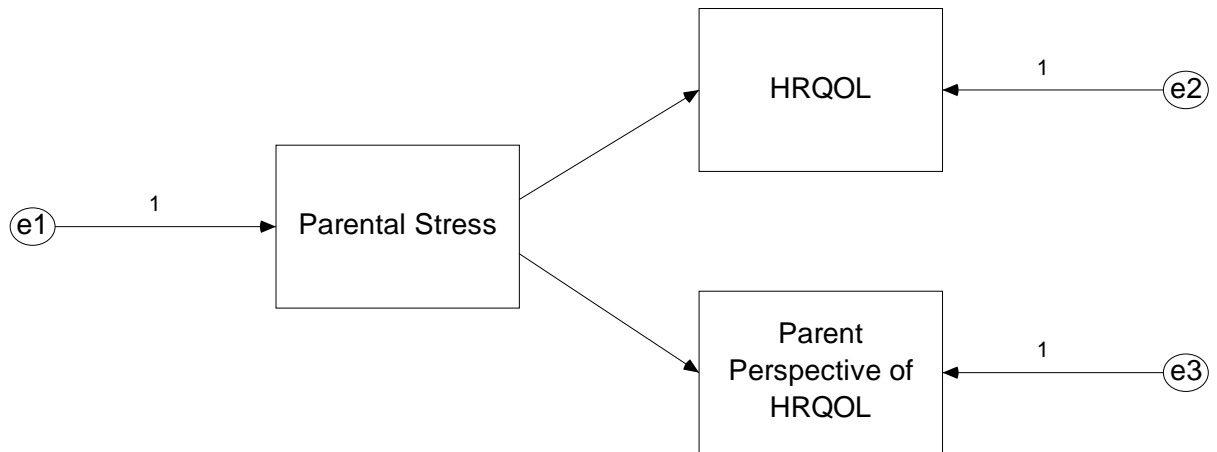 HRQOL
1
e2
e1
1
Parental Stress
Parent
Perspective of
HRQOL
1
e3